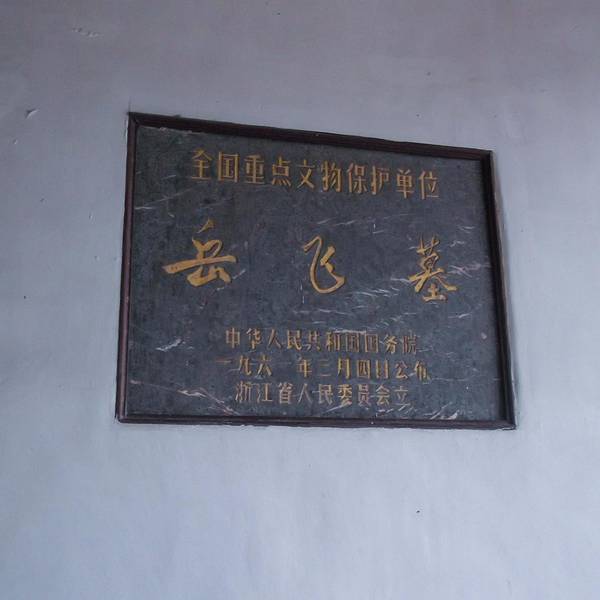 全国重点文物保护单位
岳飞墓
中华人民共和国国务院
一九六一年三月四日公布
浙江省人民委员会立